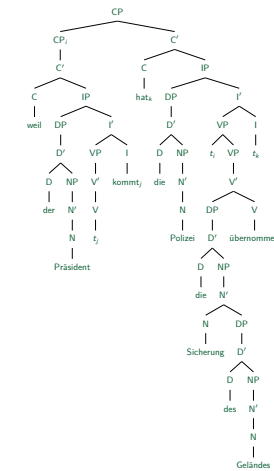 CP
CPᵢ C′
C′ C IP
C IP hatₖ DP I′
weil DP I′ D′ VP I
D′ VP I D NP tᵢ VP tₖ
D NP V′ kommtⱼ die N′ V′
der N′ V N DP V
N tⱼ Polizei D′ übernomme
Präsident D NP
die N′
N DP
Sicherung D′
D NP
des N′
N
Geländes